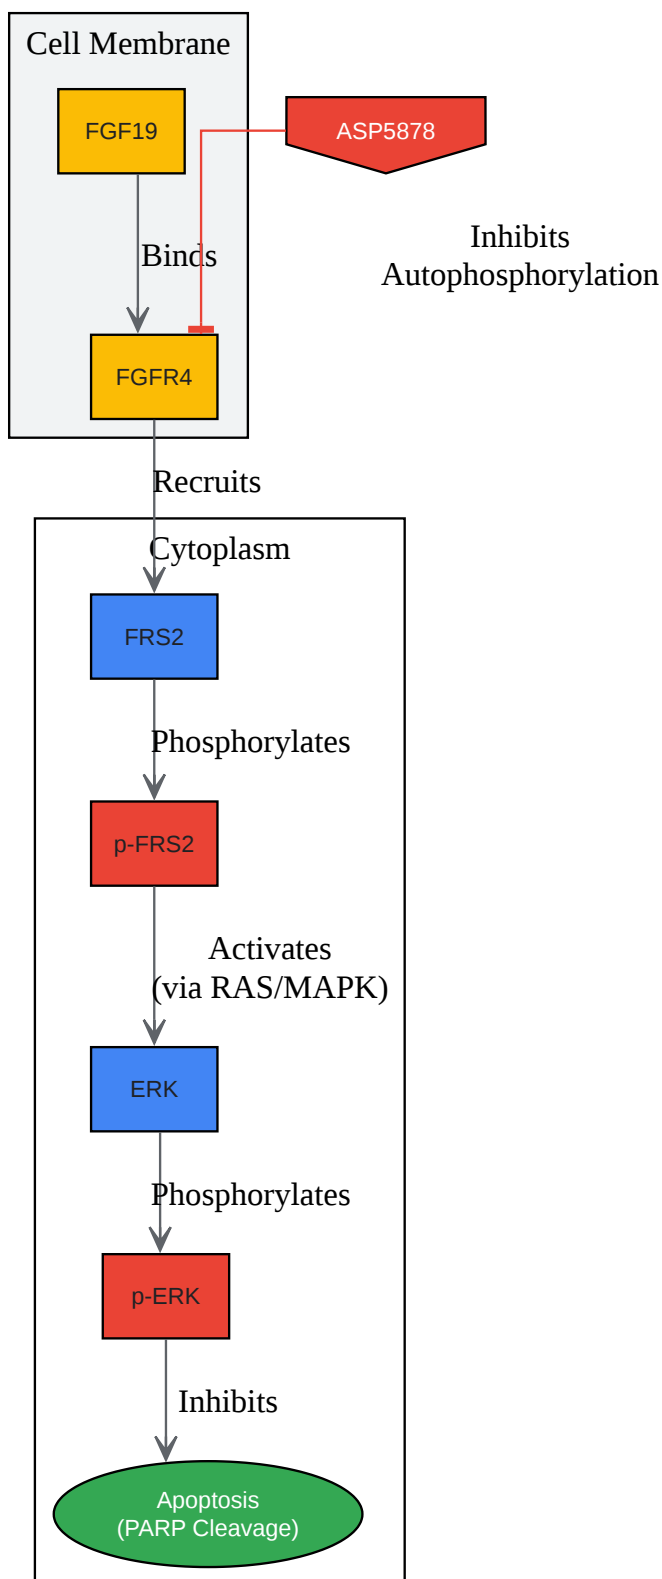 Cell Membrane
FGF19
ASP5878
Binds
Inhibits
Autophosphorylation
FGFR4
Recruits
Cytoplasm
FRS2
Phosphorylates
p-FRS2
Activates
(via RAS/MAPK)
ERK
Phosphorylates
p-ERK
Inhibits
Apoptosis
(PARP Cleavage)